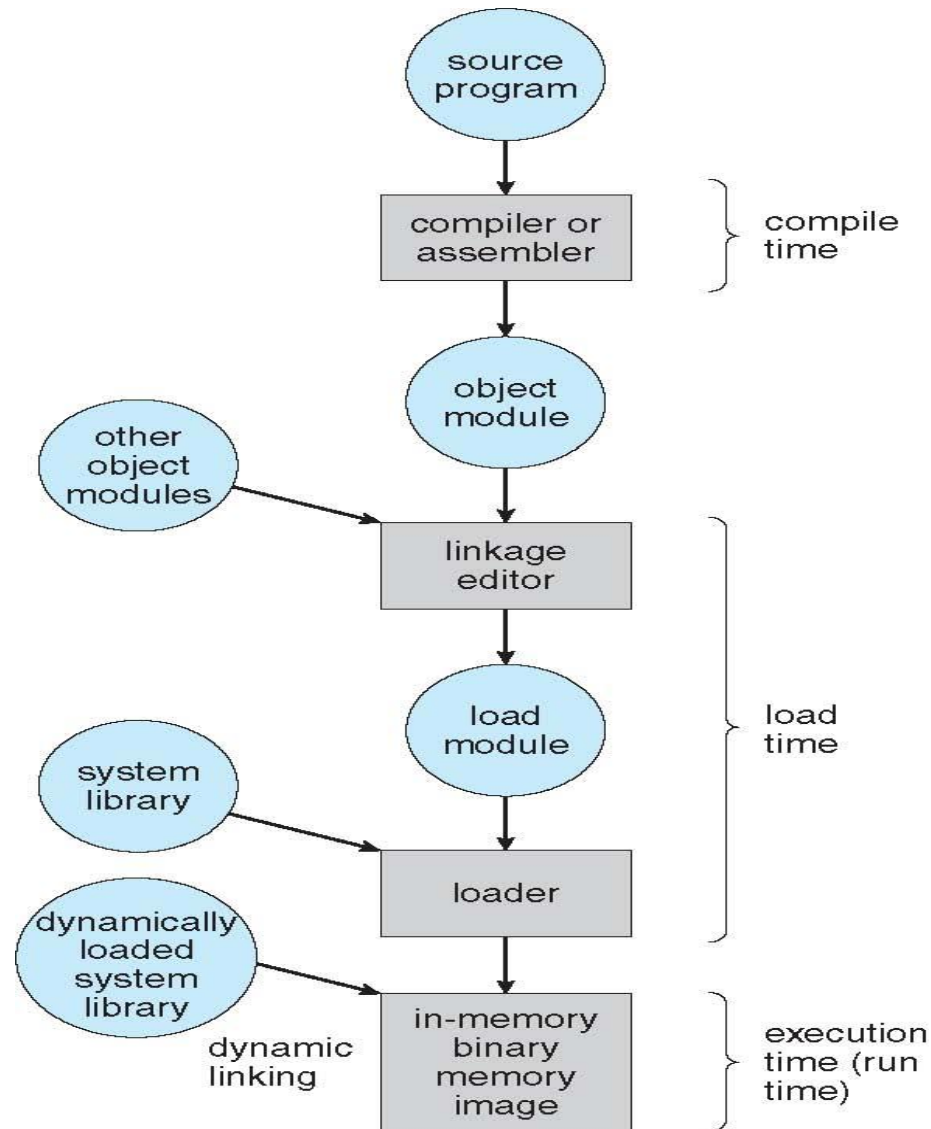 source
program
compiler or
assembler
compile
time
object
module
other
object
modules
linkage
editor
load
module
load
time
system
library
loader
dynamically
loaded
system
library
dynamic
linking
in-memory
binary
memory
image
execution
time (run
time)